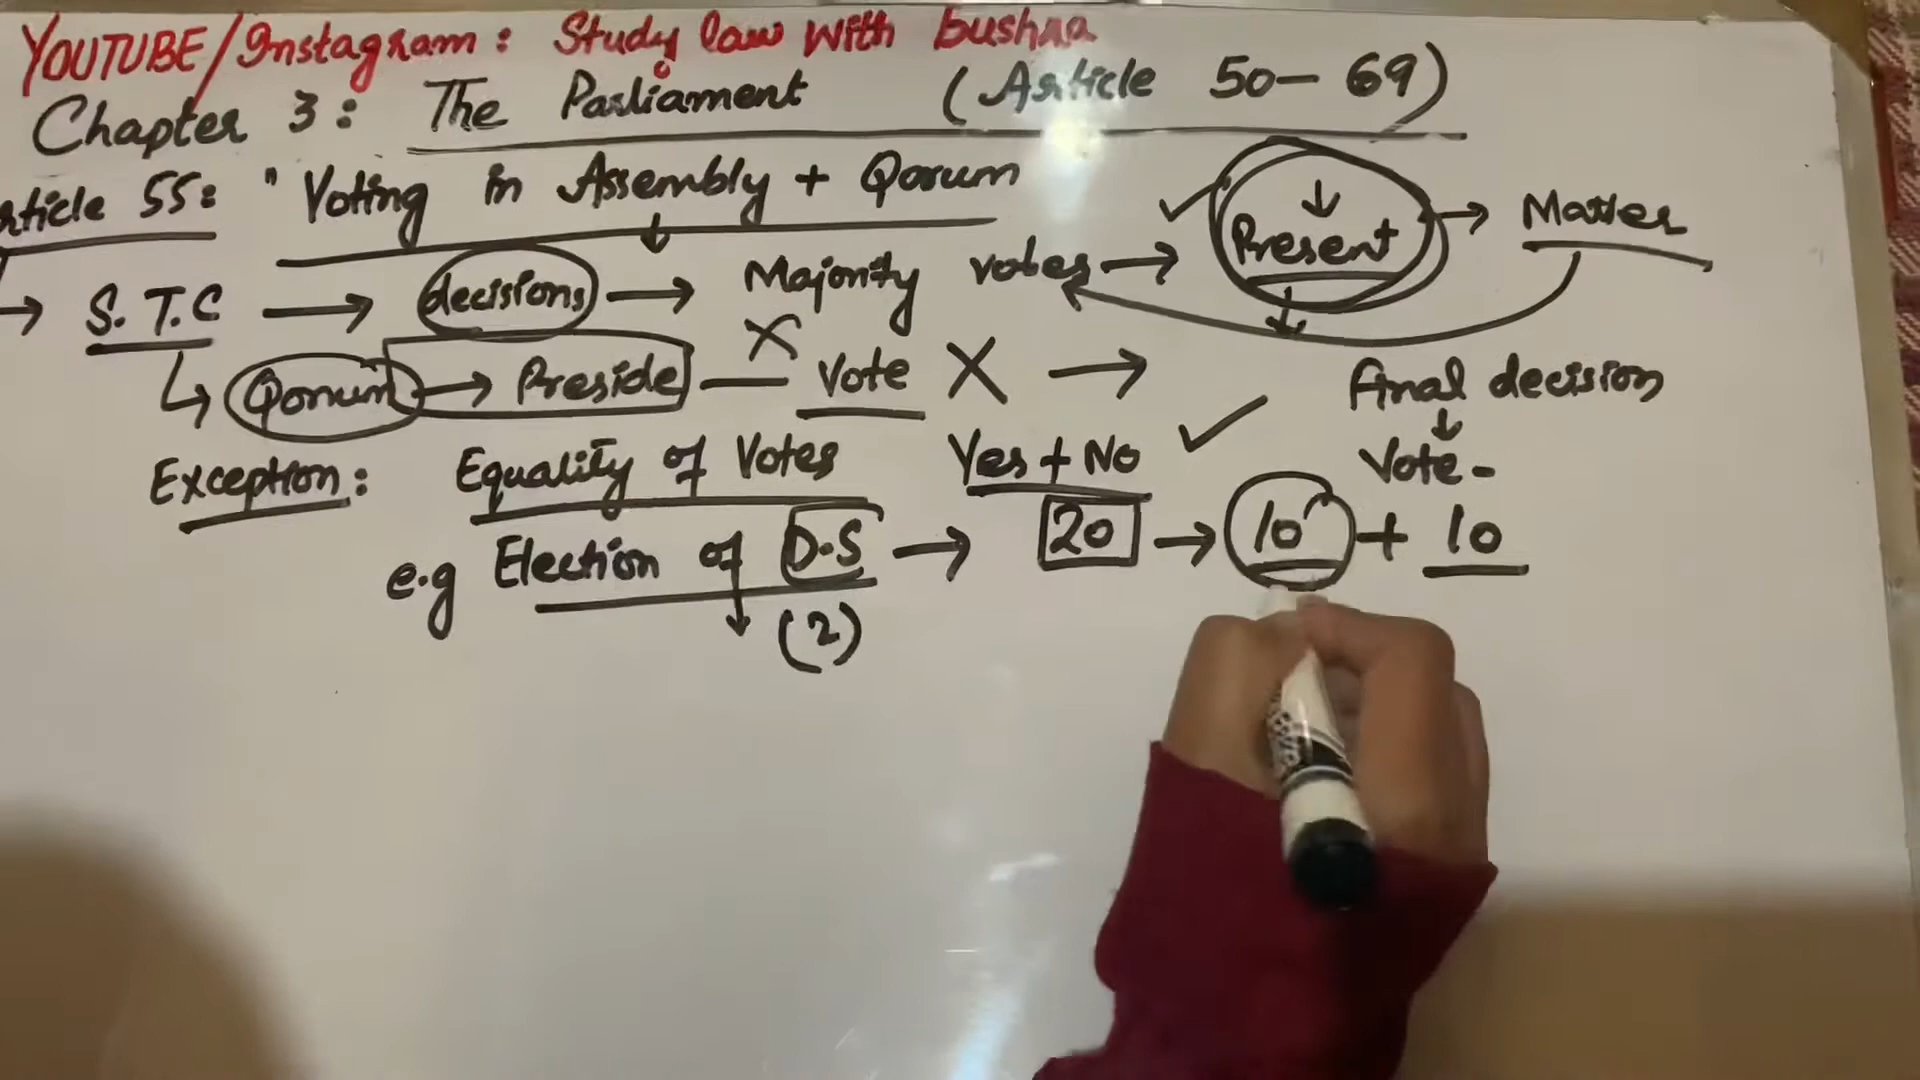 YOUTUBE/Instagram: Study law with bushra
Chapter 3: The Parliament (Article 50-69)
rticle 55: " Voting in Assembly + Qorum
→ S.T.C → decisions → Majority votes → ↓ Present → Matter
↳ Qorum → Preside — X Vote X → Final decision
Exception: Equality of Votes Yes + No ✓ Vote -
e.g Election of D.S → 20 → 10 + 10
(2)